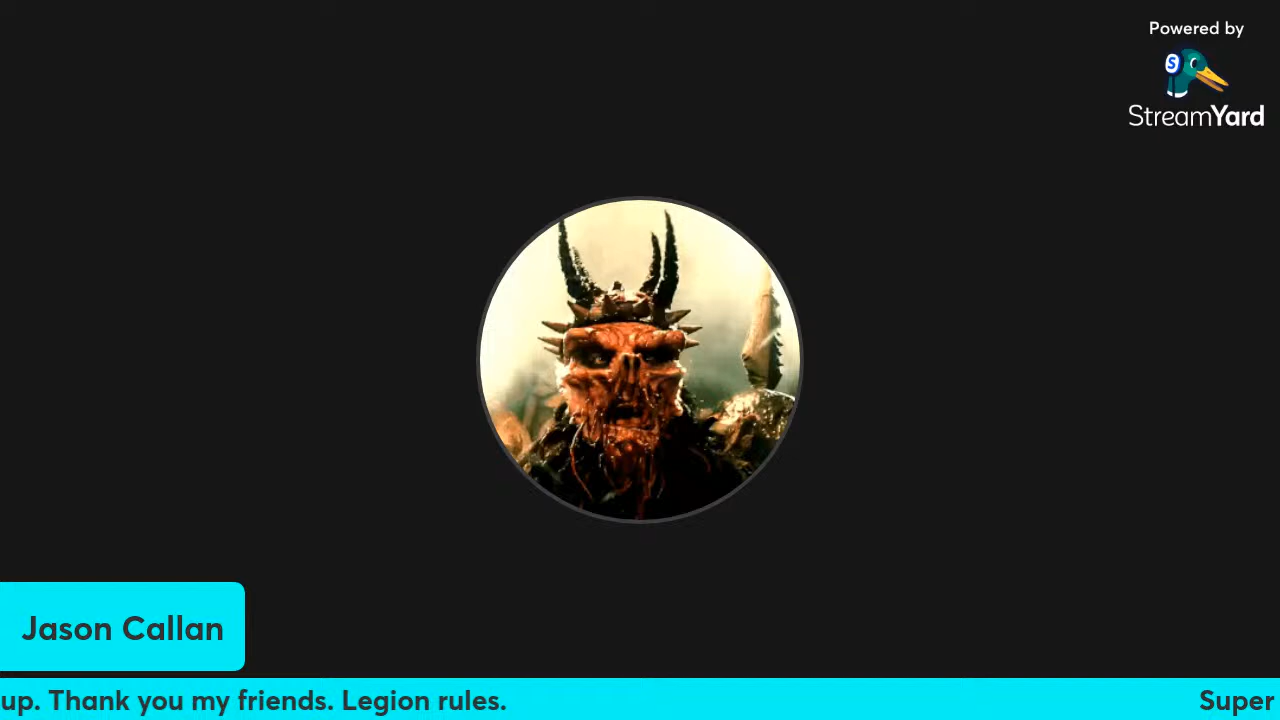 Powered by
S
StreamYard
Jason Callan
up. Thank you my friends. Legion rules.
Super